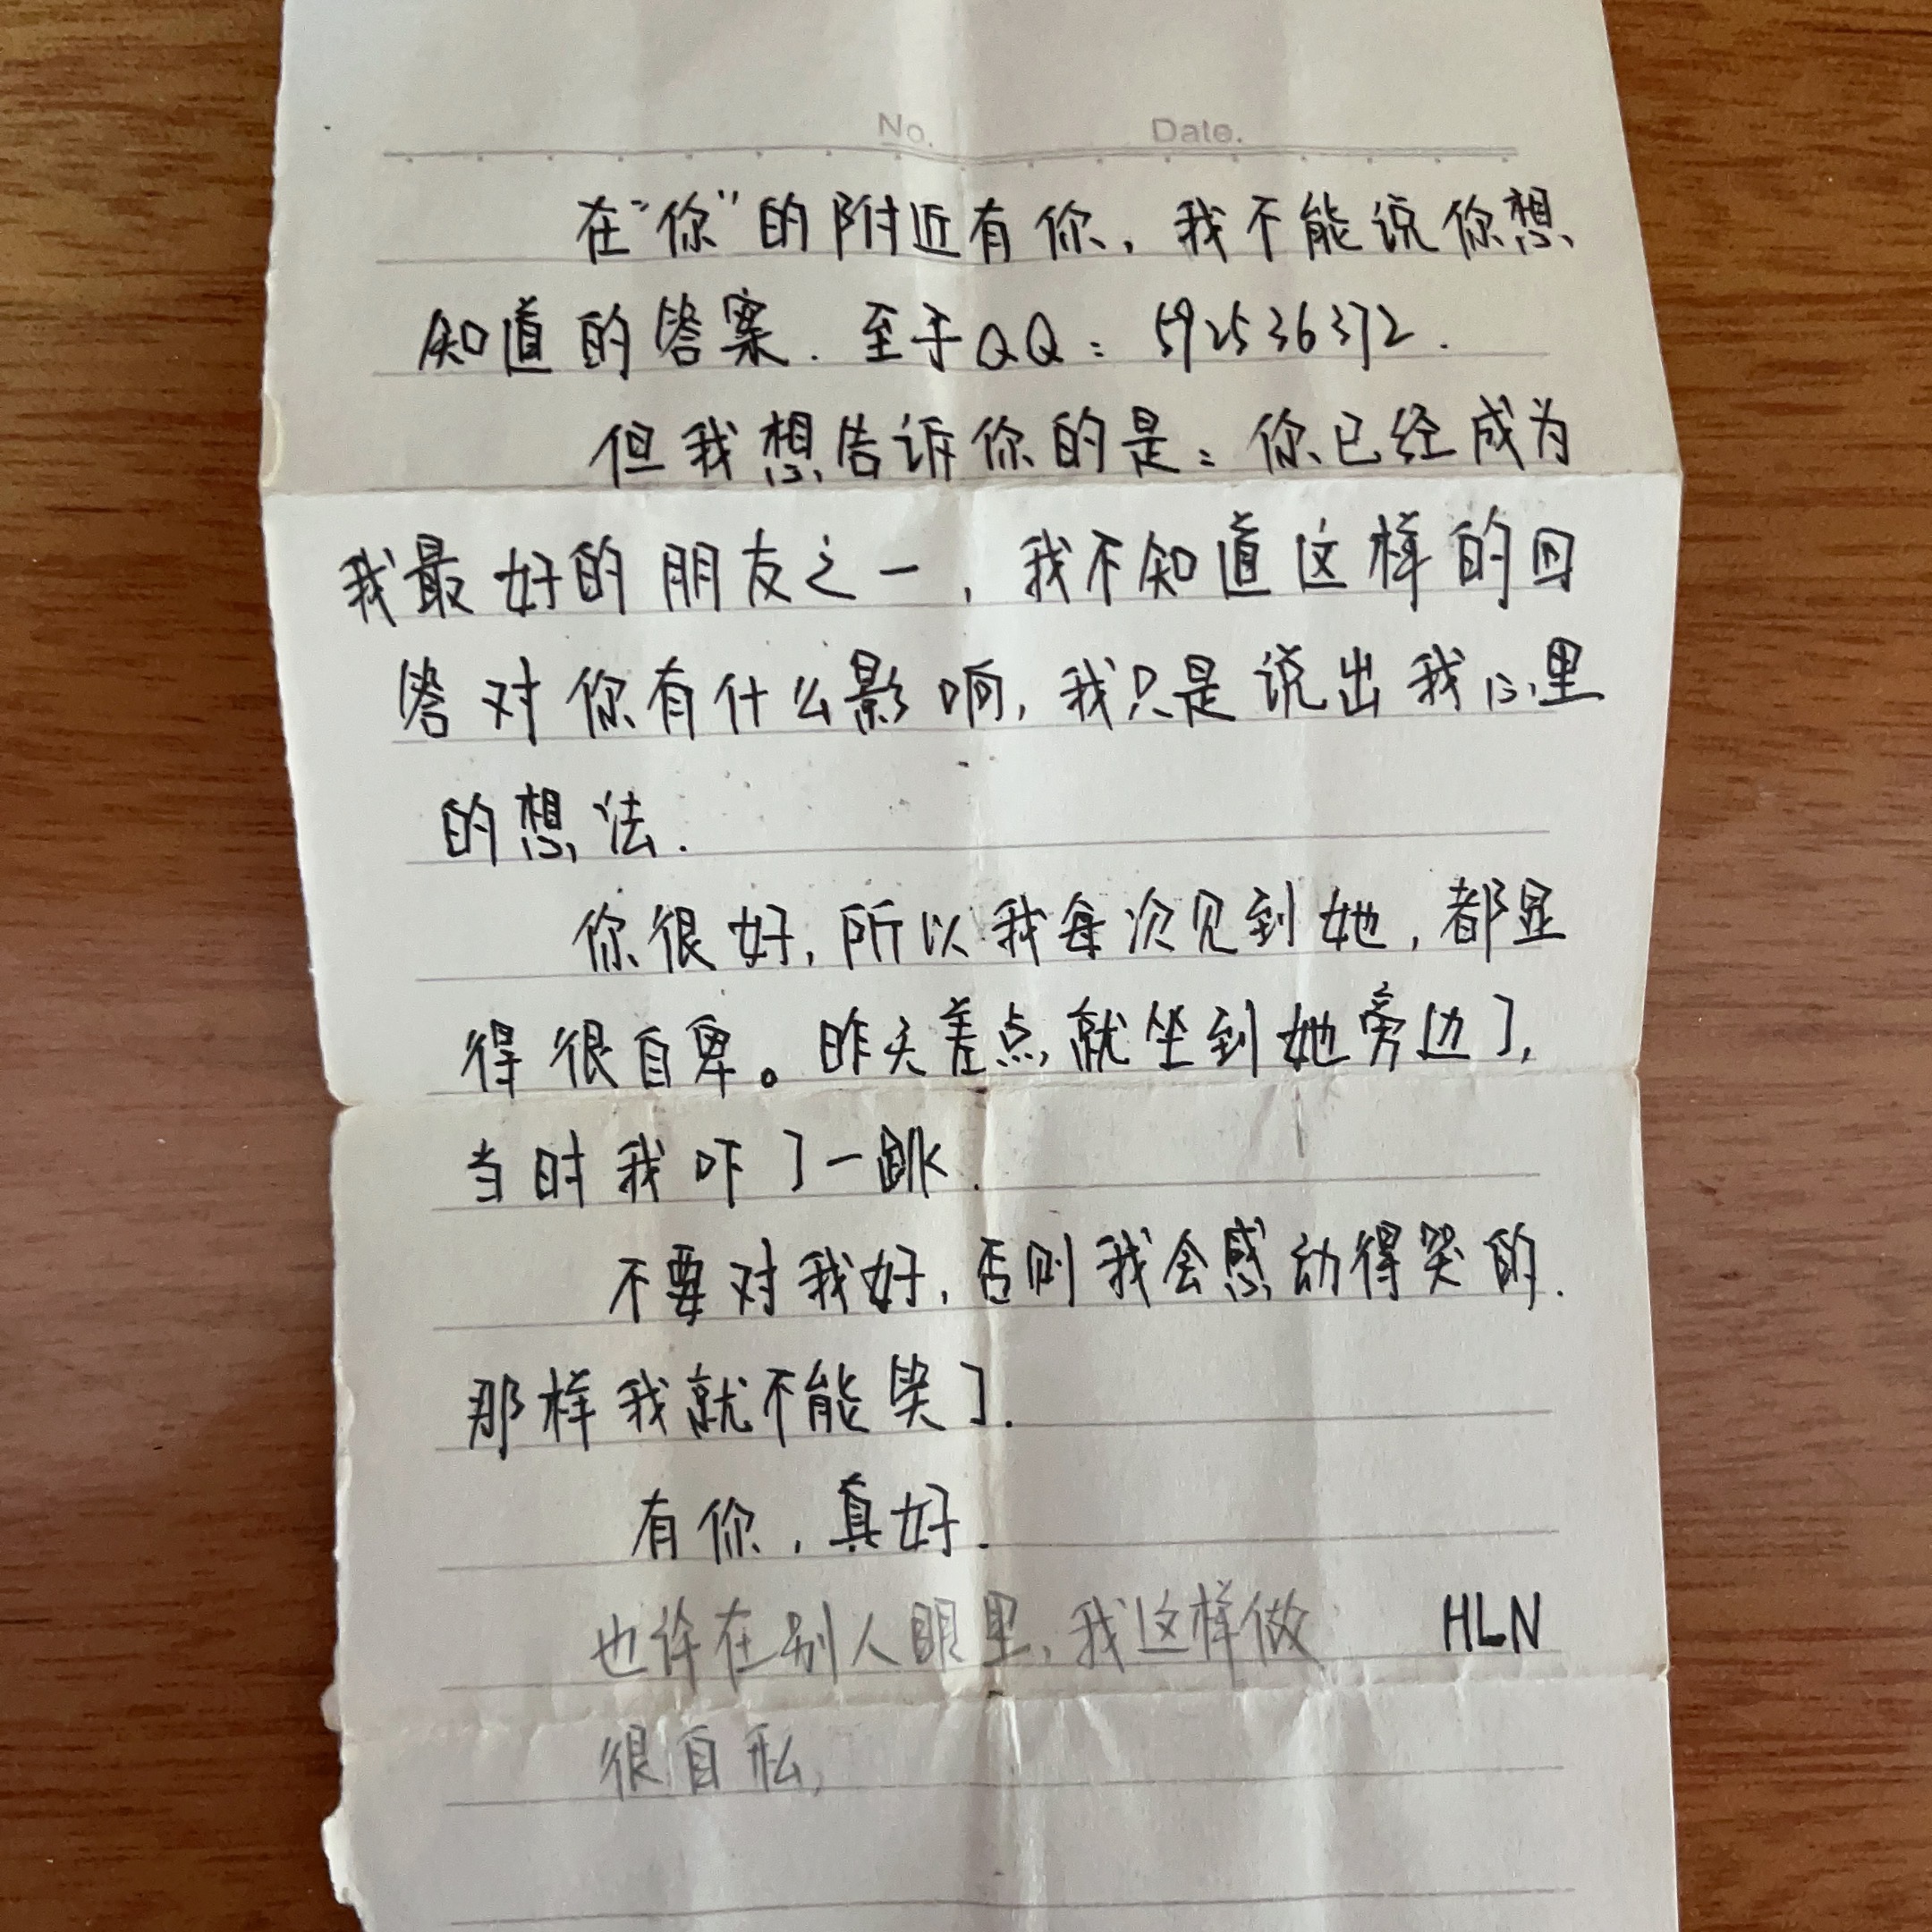 No. Date.
在“你”的附近有你，我不能说你想
知道的答案．至于QQ：592536372．
但我想告诉你的是：你已经成为
我最好的朋友之一，我不知道这样的回
答对你有什么影响，我只是说出我心里
的想法．
你很好，所以我每次见到她，都显
得很自卑。昨天差点就坐到她旁边了，
当时我吓了一跳．
不要对我好，否则我会感动得哭的．
那样我就不能笑了．
有你，真好．
也许在别人眼里，我这样做 HLN
很自私，